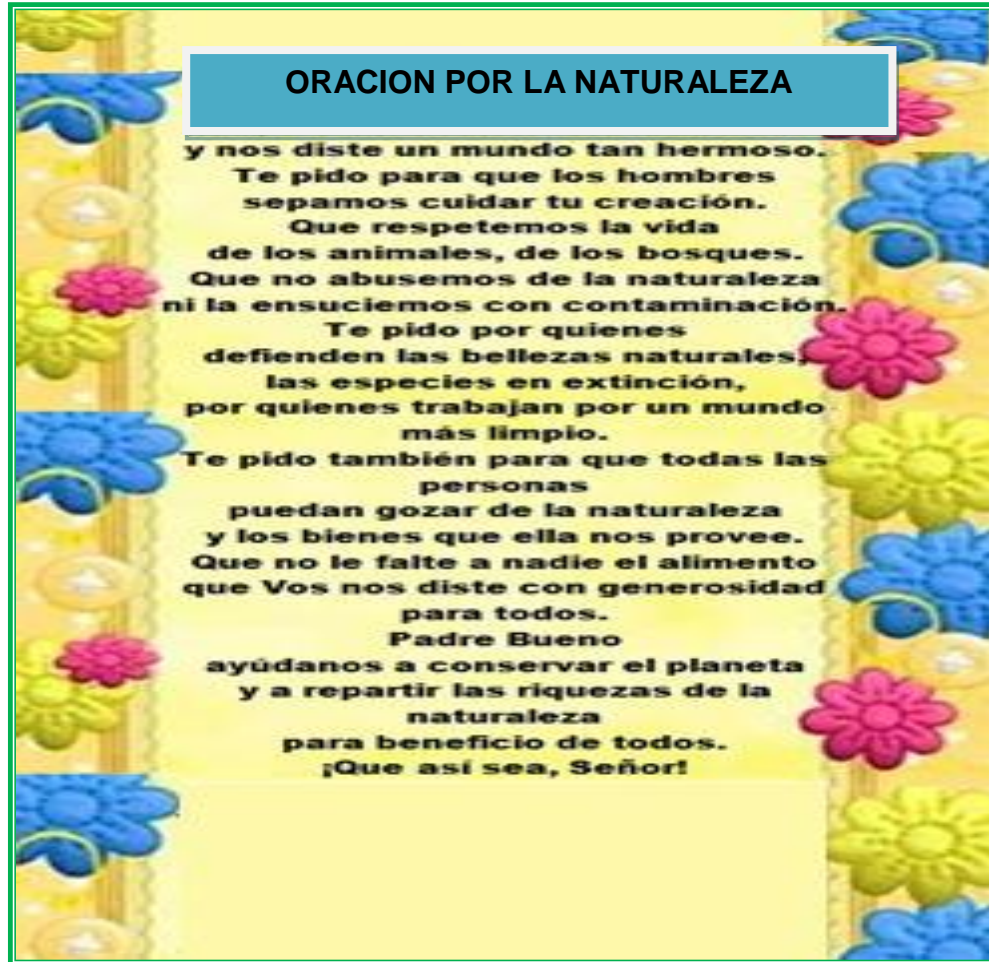 ORACION POR LA NATURALEZA
y nos diste un mundo tan hermoso.
Te pido para que los hombres
sepamos cuidar tu creación.
Que respetemos la vida
de los animales, de los bosques.
Que no abusemos de la naturaleza
ni la ensuciemos con contaminación.
Te pido por quienes
defienden las bellezas naturales,
las especies en extinción,
por quienes trabajan por un mundo
más limpio.
Te pido también para que todas las
personas
puedan gozar de la naturaleza
y los bienes que ella nos provee.
Que no le falte a nadie el alimento
que Vos nos diste con generosidad
para todos.
Padre Bueno
ayúdanos a conservar el planeta
y a repartir las riquezas de la
naturaleza
para beneficio de todos.
¡Que así sea, Señor!